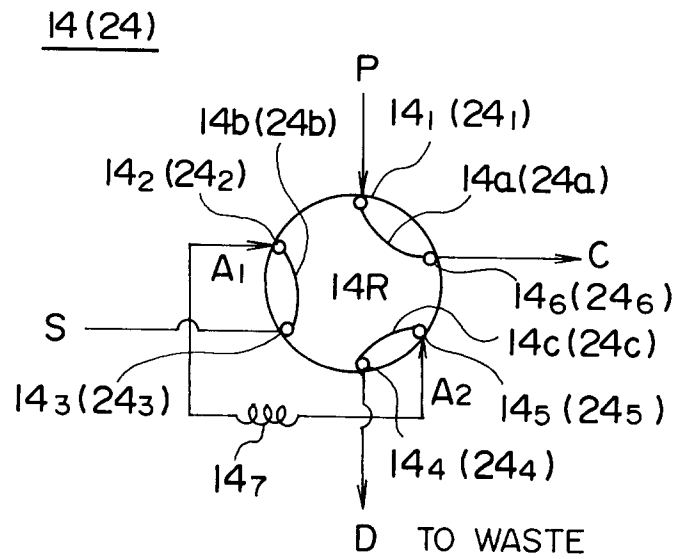 14(24)
P
14b(24b)
14₁(24₁)
14₂(24₂)
14a(24a)
A₁
14R
C
14₆(24₆)
S
14c(24c)
14₃(24₃)
A₂
14₅(24₅)
14₇
14₄(24₄)
D TO WASTE